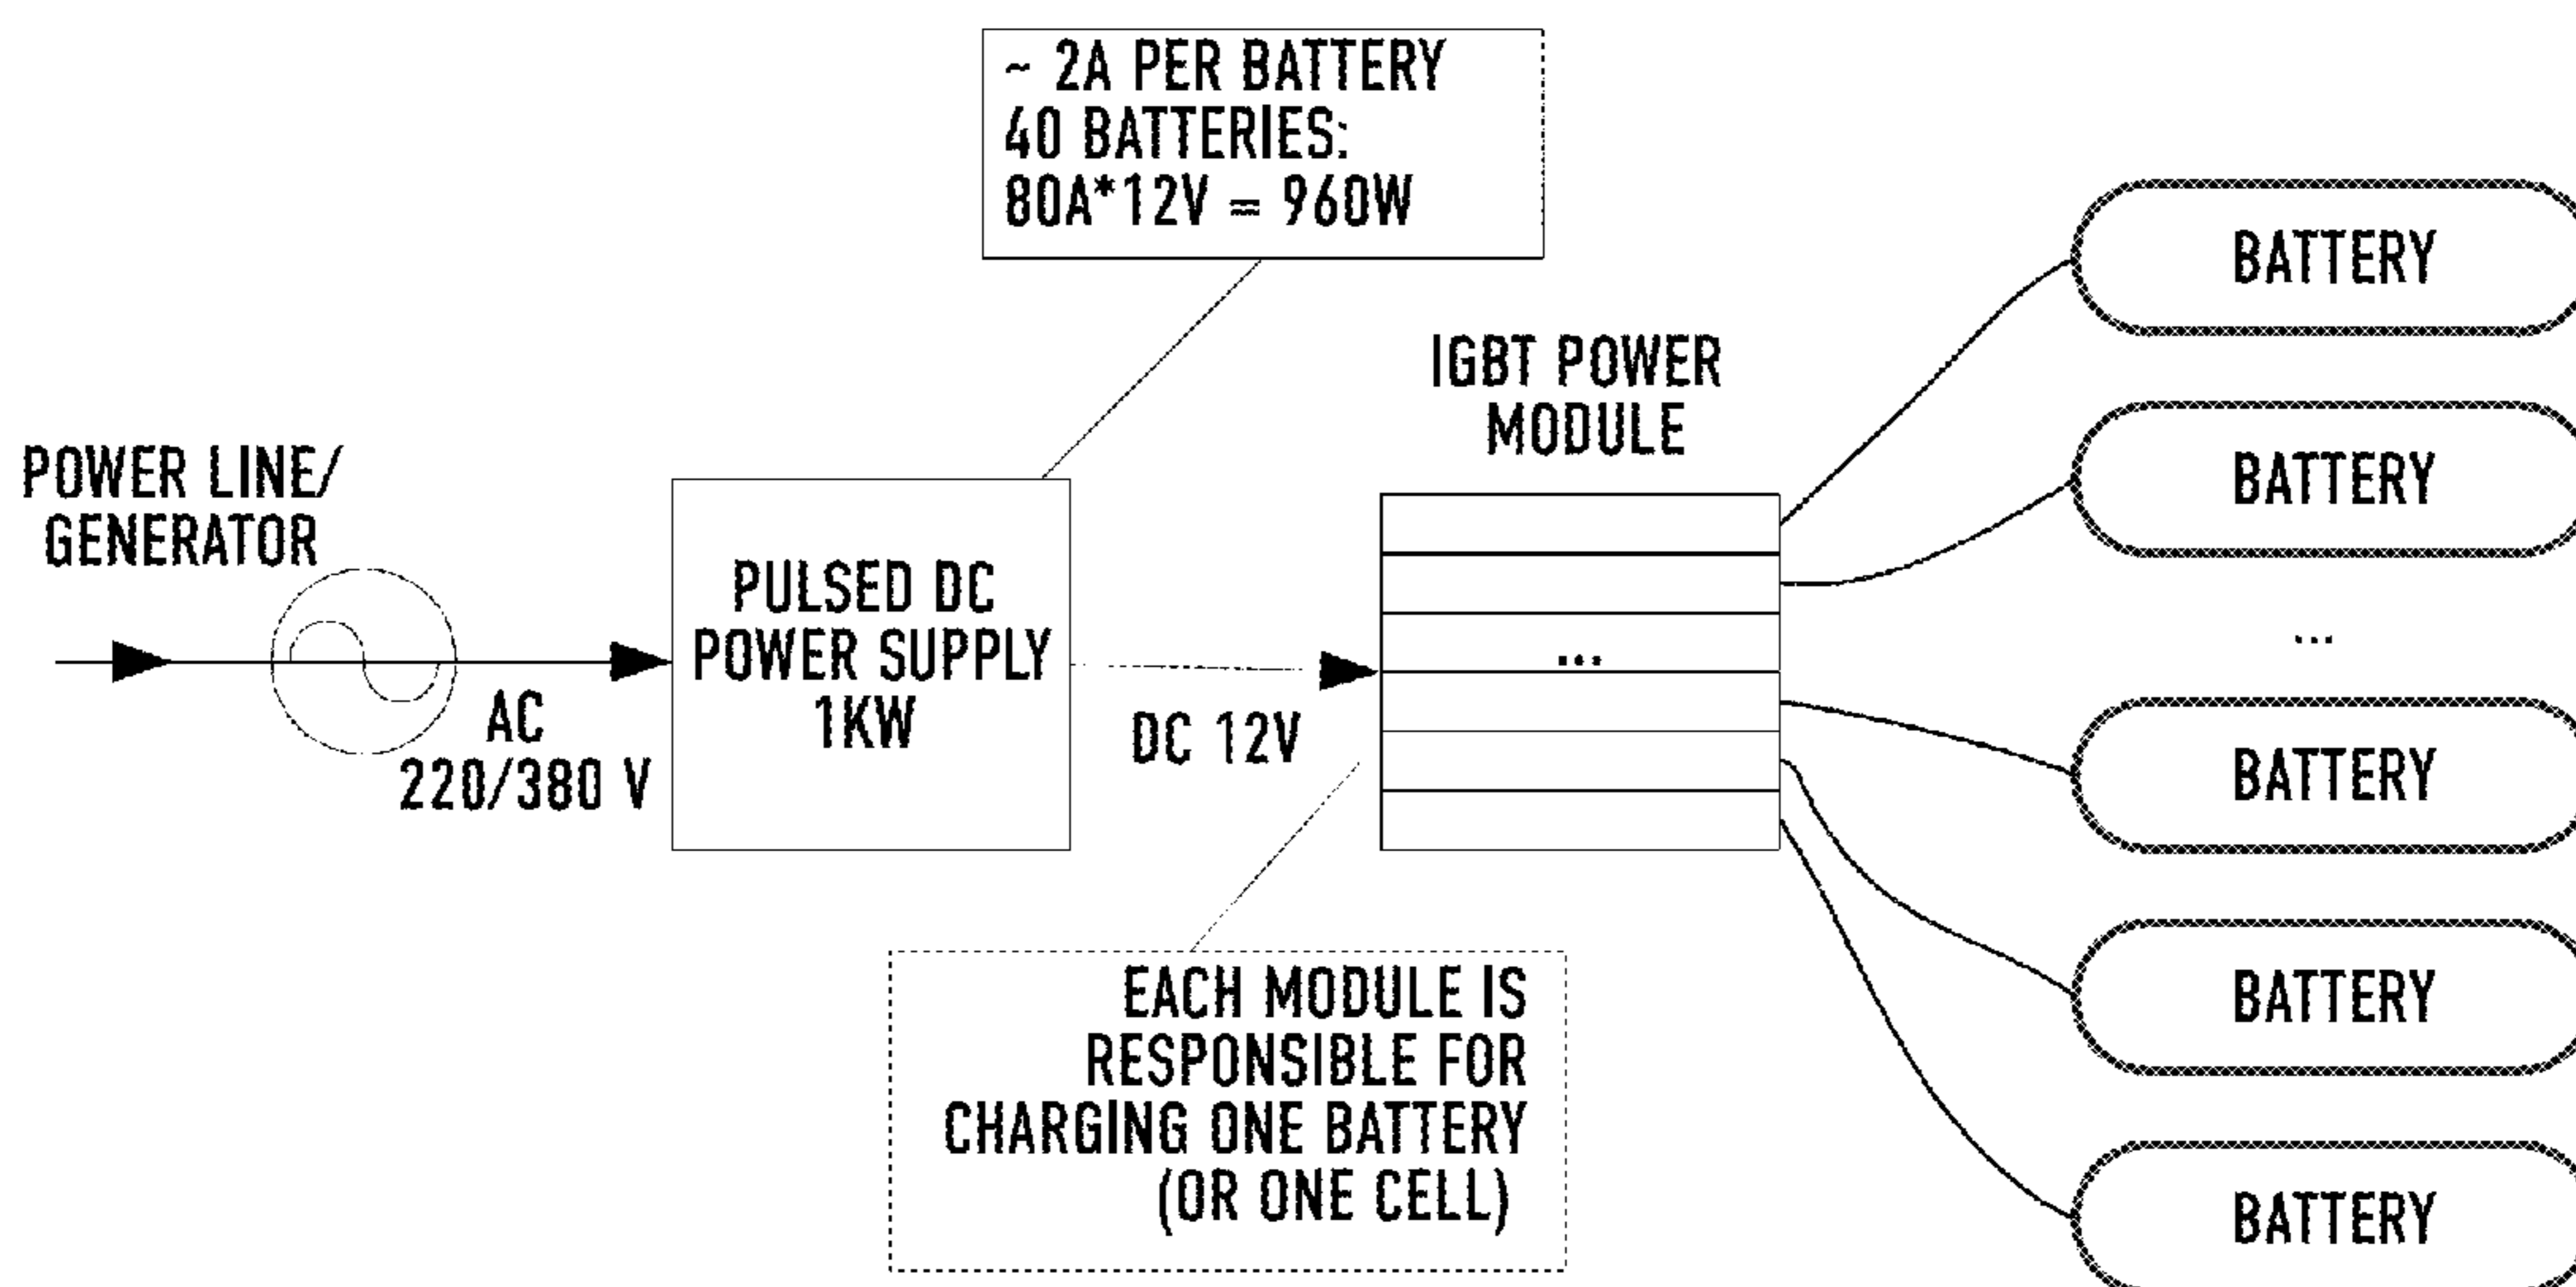 ~ 2A PER BATTERY
40 BATTERIES:
80A*12V = 960W
IGBT POWER
MODULE
POWER LINE/
GENERATOR
AC
220/380 V
PULSED DC
POWER SUPPLY
1KW
DC 12V
...
EACH MODULE IS
RESPONSIBLE FOR
CHARGING ONE BATTERY
(OR ONE CELL)
BATTERY
BATTERY
...
BATTERY
BATTERY
BATTERY